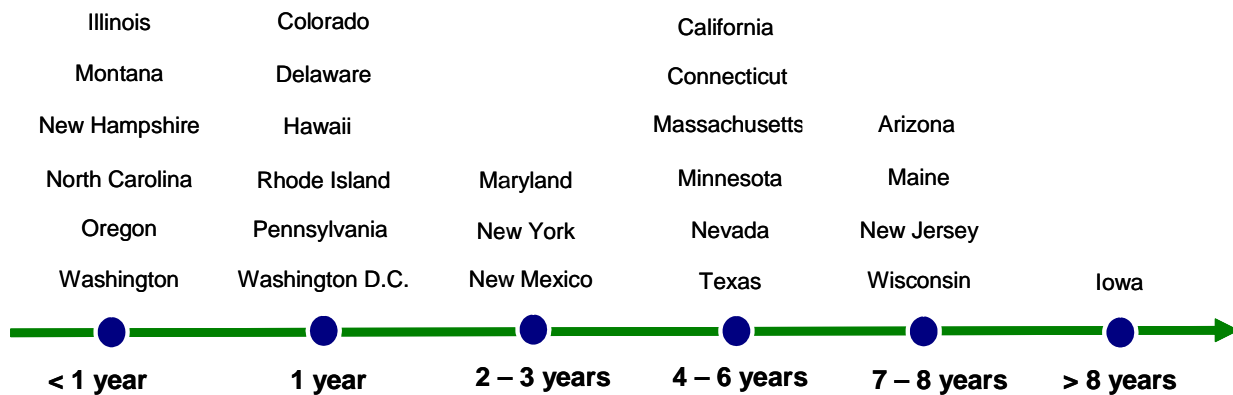 Illinois
Montana
New Hampshire
North Carolina
Oregon
Washington
Colorado
Delaware
Hawaii
Rhode Island
Pennsylvania
Washington D.C.
Maryland
New York
New Mexico
California
Connecticut
Massachusetts
Minnesota
Nevada
Texas
Arizona
Maine
New Jersey
Wisconsin
Iowa
< 1 year
1 year
2 – 3 years
4 – 6 years
7 – 8 years
> 8 years